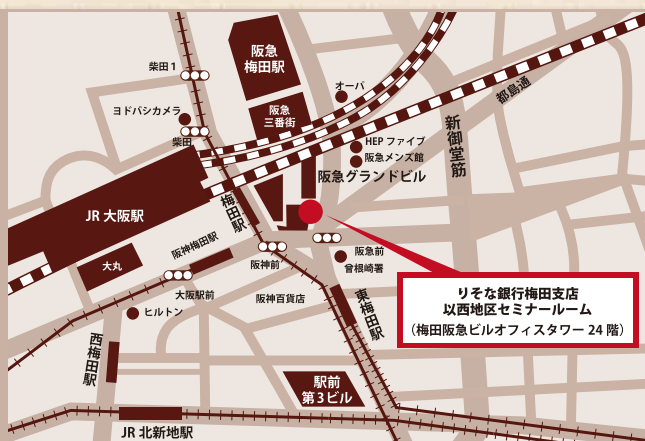 阪急
梅田駅
柴田1
オーパ
都島通
ヨドバシカメラ
阪急
三番街
新御堂筋
柴田
HEP ファイブ
阪急メンズ館
阪急グランドビル
梅田駅
JR 大阪駅
阪神梅田駅
大丸
阪神前
阪急前
曾根崎署
大阪駅前
阪神百貨店
東梅田駅
ヒルトン
西梅田駅
りそな銀行梅田支店
以西地区セミナールーム
（梅田阪急ビルオフィスタワー 24 階）
駅前
第3ビル
JR 北新地駅